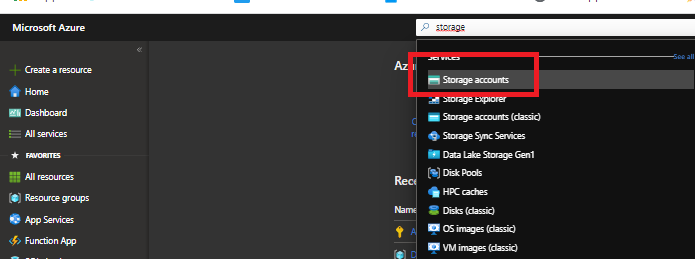 Microsoft Azure
storage
Services
See all
Create a resource
Home
Dashboard
All services
FAVORITES
All resources
Resource groups
App Services
Function App
Storage accounts
Storage Explorer
Storage accounts (classic)
Storage Sync Services
Data Lake Storage Gen1
Disk Pools
HPC caches
Disks (classic)
OS images (classic)
VM images (classic)
Name